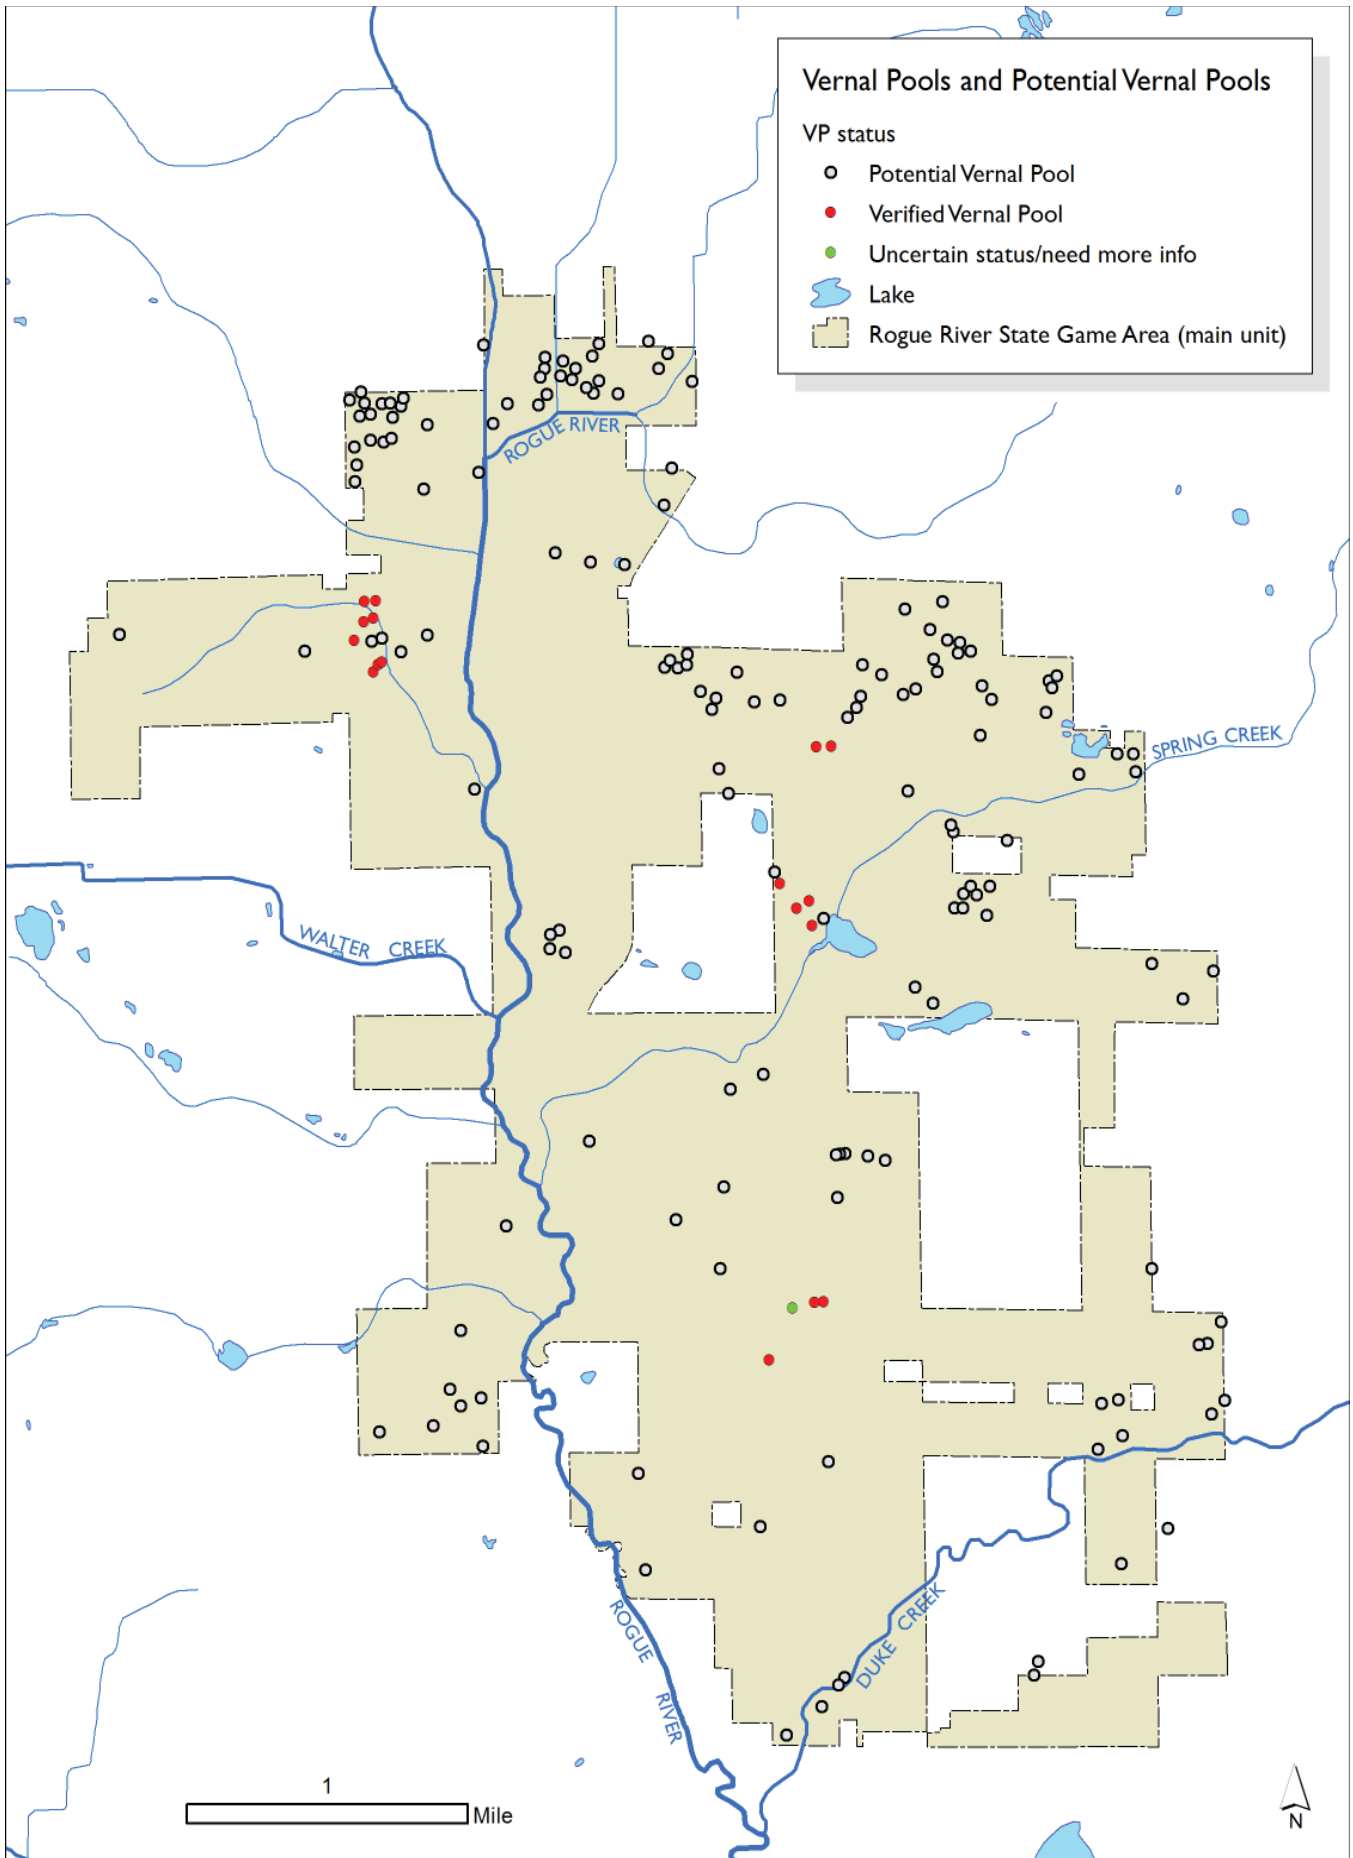 Vernal Pools and Potential Vernal Pools
VP status
Potential Vernal Pool
Verified Vernal Pool
Uncertain status/need more info
Lake
Rogue River State Game Area (main unit)
ROGUE RIVER
SPRING CREEK
WALTER CREEK
DUKE CREEK
ROGUE RIVER
1
Mile
N